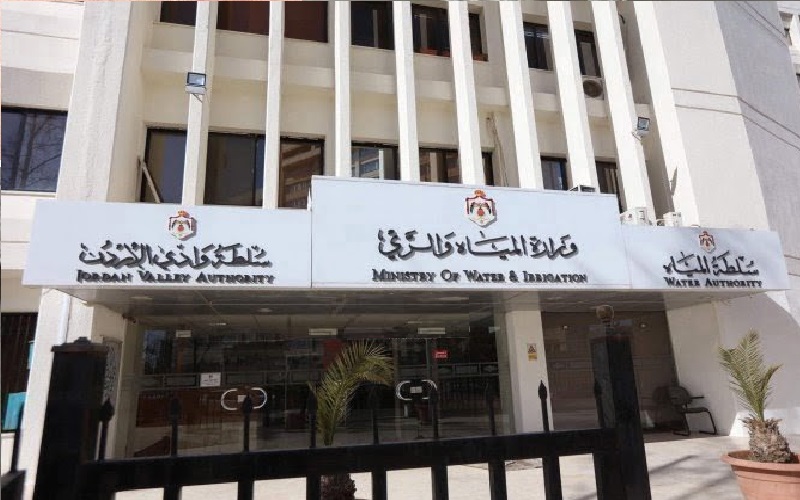 وزارة المياه والري
MINISTRY OF WATER & IRRIGATION
سلطة وادي الأردن
JORDAN VALLEY AUTHORITY
سلطة المياه
WATER AUTHORITY